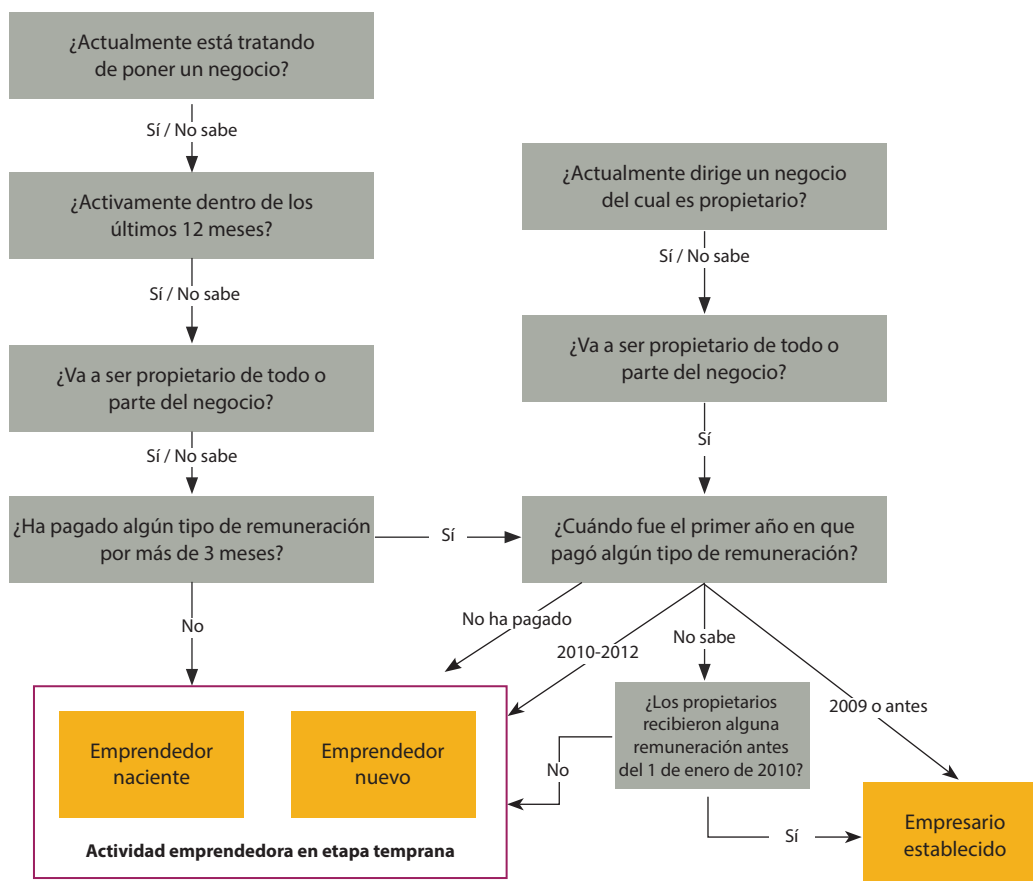 ¿Actualmente está tratando
de poner un negocio?
Sí / No sabe
¿Activamente dentro de los
últimos 12 meses?
Sí / No sabe
¿Va a ser propietario de todo o
parte del negocio?
Sí / No sabe
¿Ha pagado algún tipo de remuneración
por más de 3 meses?
Sí
No
¿Actualmente dirige un negocio
del cual es propietario?
Sí / No sabe
¿Va a ser propietario de todo o
parte del negocio?
Sí
¿Cuándo fue el primer año en que
pagó algún tipo de remuneración?
No ha pagado
2010-2012
No sabe
2009 o antes
¿Los propietarios
recibieron alguna
remuneración antes
del 1 de enero de 2010?
No
Sí
Emprendedor
naciente
Emprendedor
nuevo
Actividad emprendedora en etapa temprana
Empresario
establecido